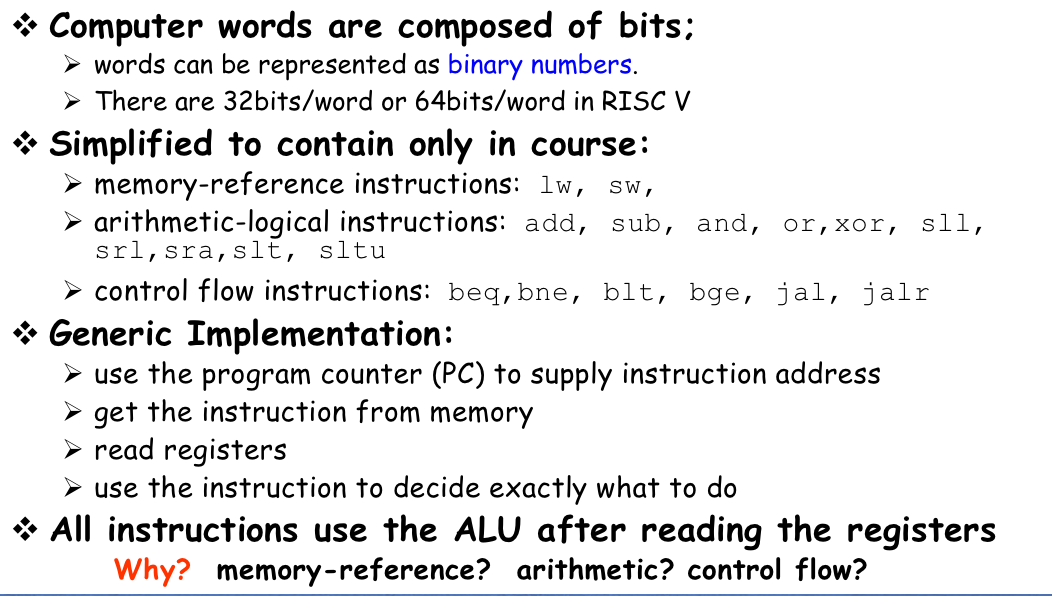 ❖ Computer words are composed of bits;
➢ words can be represented as binary numbers.
➢ There are 32bits/word or 64bits/word in RISC V
❖ Simplified to contain only in course:
➢ memory-reference instructions: lw, sw,
➢ arithmetic-logical instructions: add, sub, and, or,xor, sll,
srl,sra,slt, sltu
➢ control flow instructions: beq,bne, blt, bge, jal, jalr
❖ Generic Implementation:
➢ use the program counter (PC) to supply instruction address
➢ get the instruction from memory
➢ read registers
➢ use the instruction to decide exactly what to do
❖ All instructions use the ALU after reading the registers
Why? memory-reference? arithmetic? control flow?